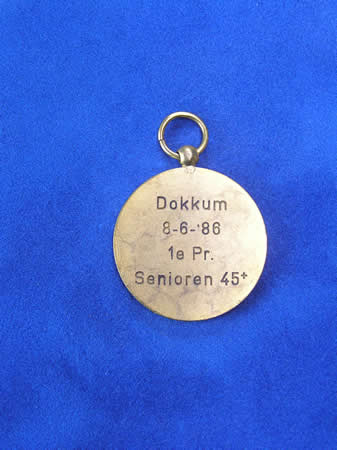 Dokkum
8-6-'86
1e Pr.
Senioren 45+